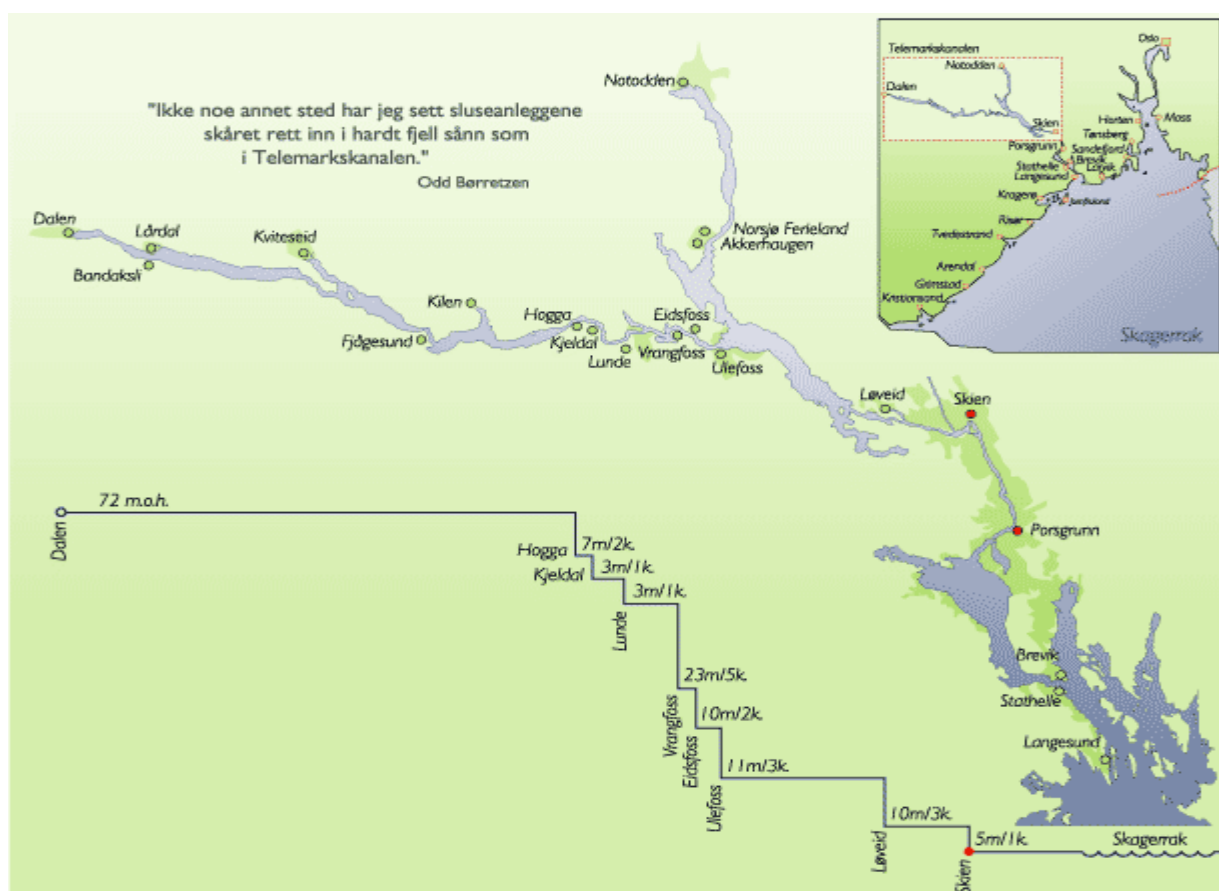 "Ikke noe annet sted har jeg sett sluseanleggene
skåret rett inn i hardt fjell sånn som
i Telemarkskanalen."
Odd Børretzen
Notodden
Dalen
Lårdal
Bandaksli
Kviteseid
Norsjø Ferieland
Akkerhaugen
Kilen
Fjågesund
Hogga
Kjeldal
Lunde
Eidsfoss
Vrangfoss
Ulefoss
Løveid
Skien
Porsgrunn
Brevik
Stathelle
Langesund
Telemarkskanalen
Notodden
Dalen
Skien
Oslo
Horten
Moss
Tønsberg
Porsgrunn
Sandefjord
Stathelle
Brevik
Larvik
Langesund
Kragerø
Jomfruland
Risør
Tvedestrand
Arendal
Grimstad
Kristiansand
Skagerrak
72 m.o.h.
Dalen
Hogga
7m/2k.
Kjeldal
3m/1k.
Lunde
3m/1k.
Vrangfoss
23m/5k.
Eidsfoss
10m/2k.
Ulefoss
11m/3k.
Løveid
10m/3k.
Skien
5m/1k.
Skagerrak